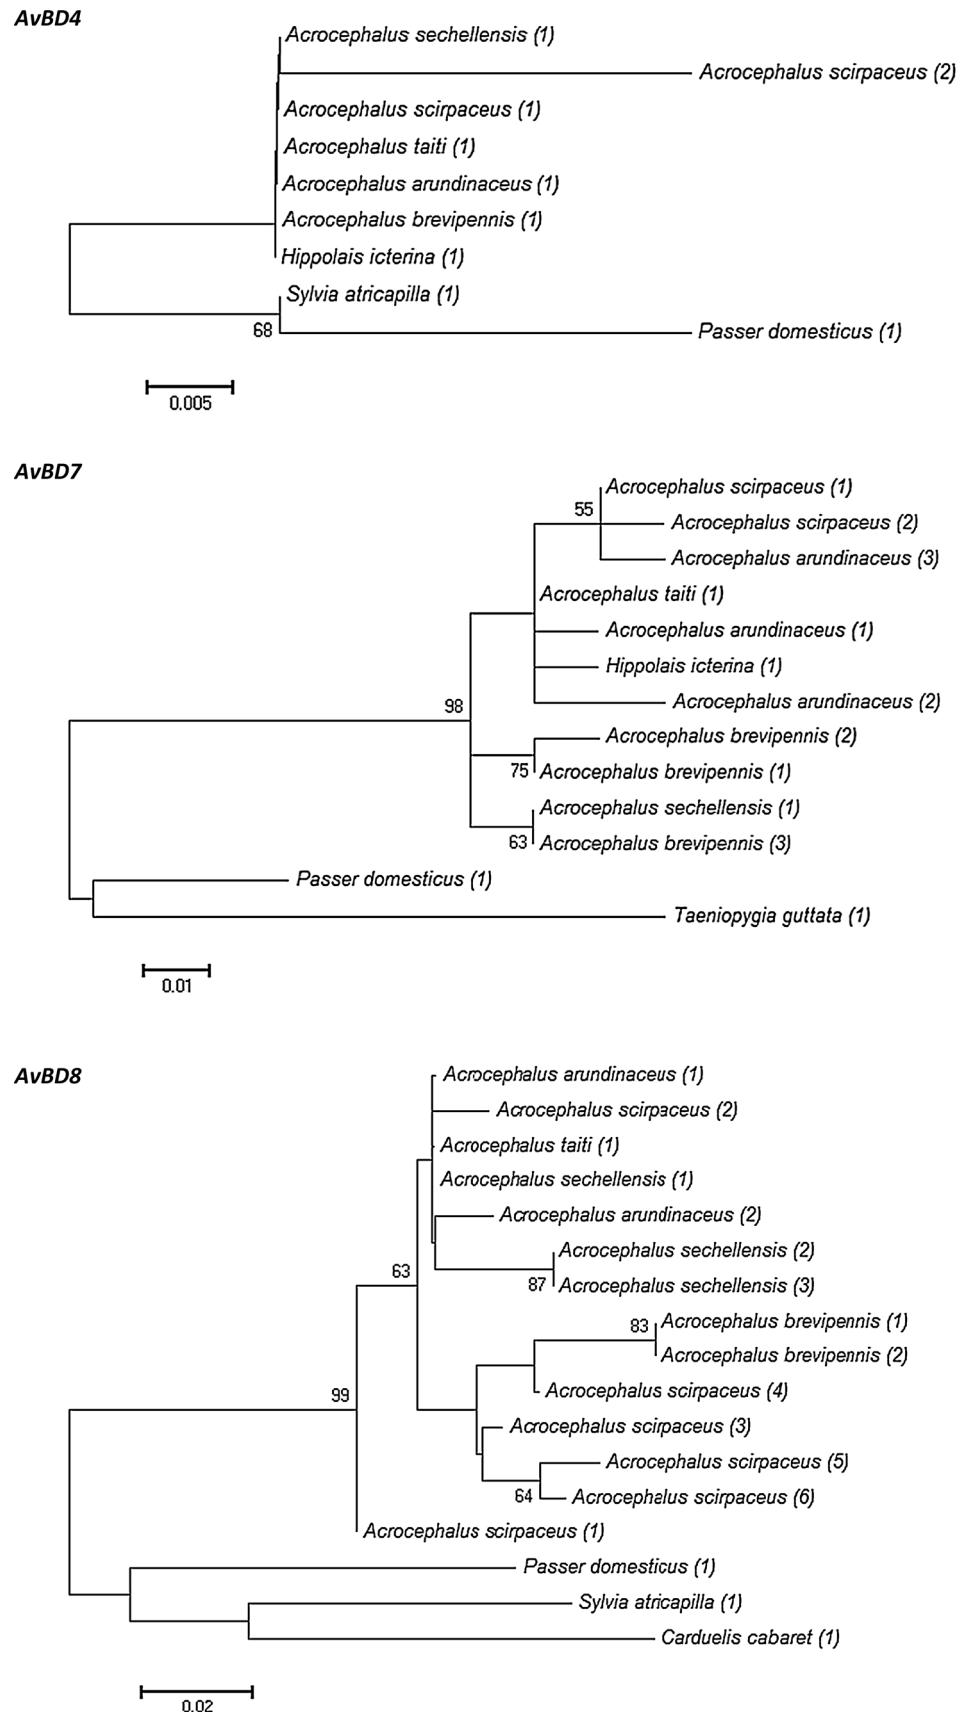 AvBD4
Acrocephalus sechellensis (1)
Acrocephalus scirpaceus (2)
Acrocephalus scirpaceus (1)
Acrocephalus taiti (1)
Acrocephalus arundinaceus (1)
Acrocephalus brevipennis (1)
Hippolais icterina (1)
Sylvia atricapilla (1)
68
Passer domesticus (1)
0.005
AvBD7
Acrocephalus scirpaceus (1)
55
Acrocephalus scirpaceus (2)
Acrocephalus arundinaceus (3)
Acrocephalus taiti (1)
Acrocephalus arundinaceus (1)
Hippolais icterina (1)
Acrocephalus arundinaceus (2)
98
Acrocephalus brevipennis (2)
75
Acrocephalus brevipennis (1)
Acrocephalus sechellensis (1)
63
Acrocephalus brevipennis (3)
Passer domesticus (1)
Taeniopygia guttata (1)
0.01
AvBD8
Acrocephalus arundinaceus (1)
Acrocephalus scirpaceus (2)
Acrocephalus taiti (1)
Acrocephalus sechellensis (1)
Acrocephalus arundinaceus (2)
Acrocephalus sechellensis (2)
63
87
Acrocephalus sechellensis (3)
Acrocephalus brevipennis (1)
83
Acrocephalus brevipennis (2)
Acrocephalus scirpaceus (4)
99
Acrocephalus scirpaceus (3)
Acrocephalus scirpaceus (5)
64
Acrocephalus scirpaceus (6)
Acrocephalus scirpaceus (1)
Passer domesticus (1)
Sylvia atricapilla (1)
Carduelis cabaret (1)
0.02